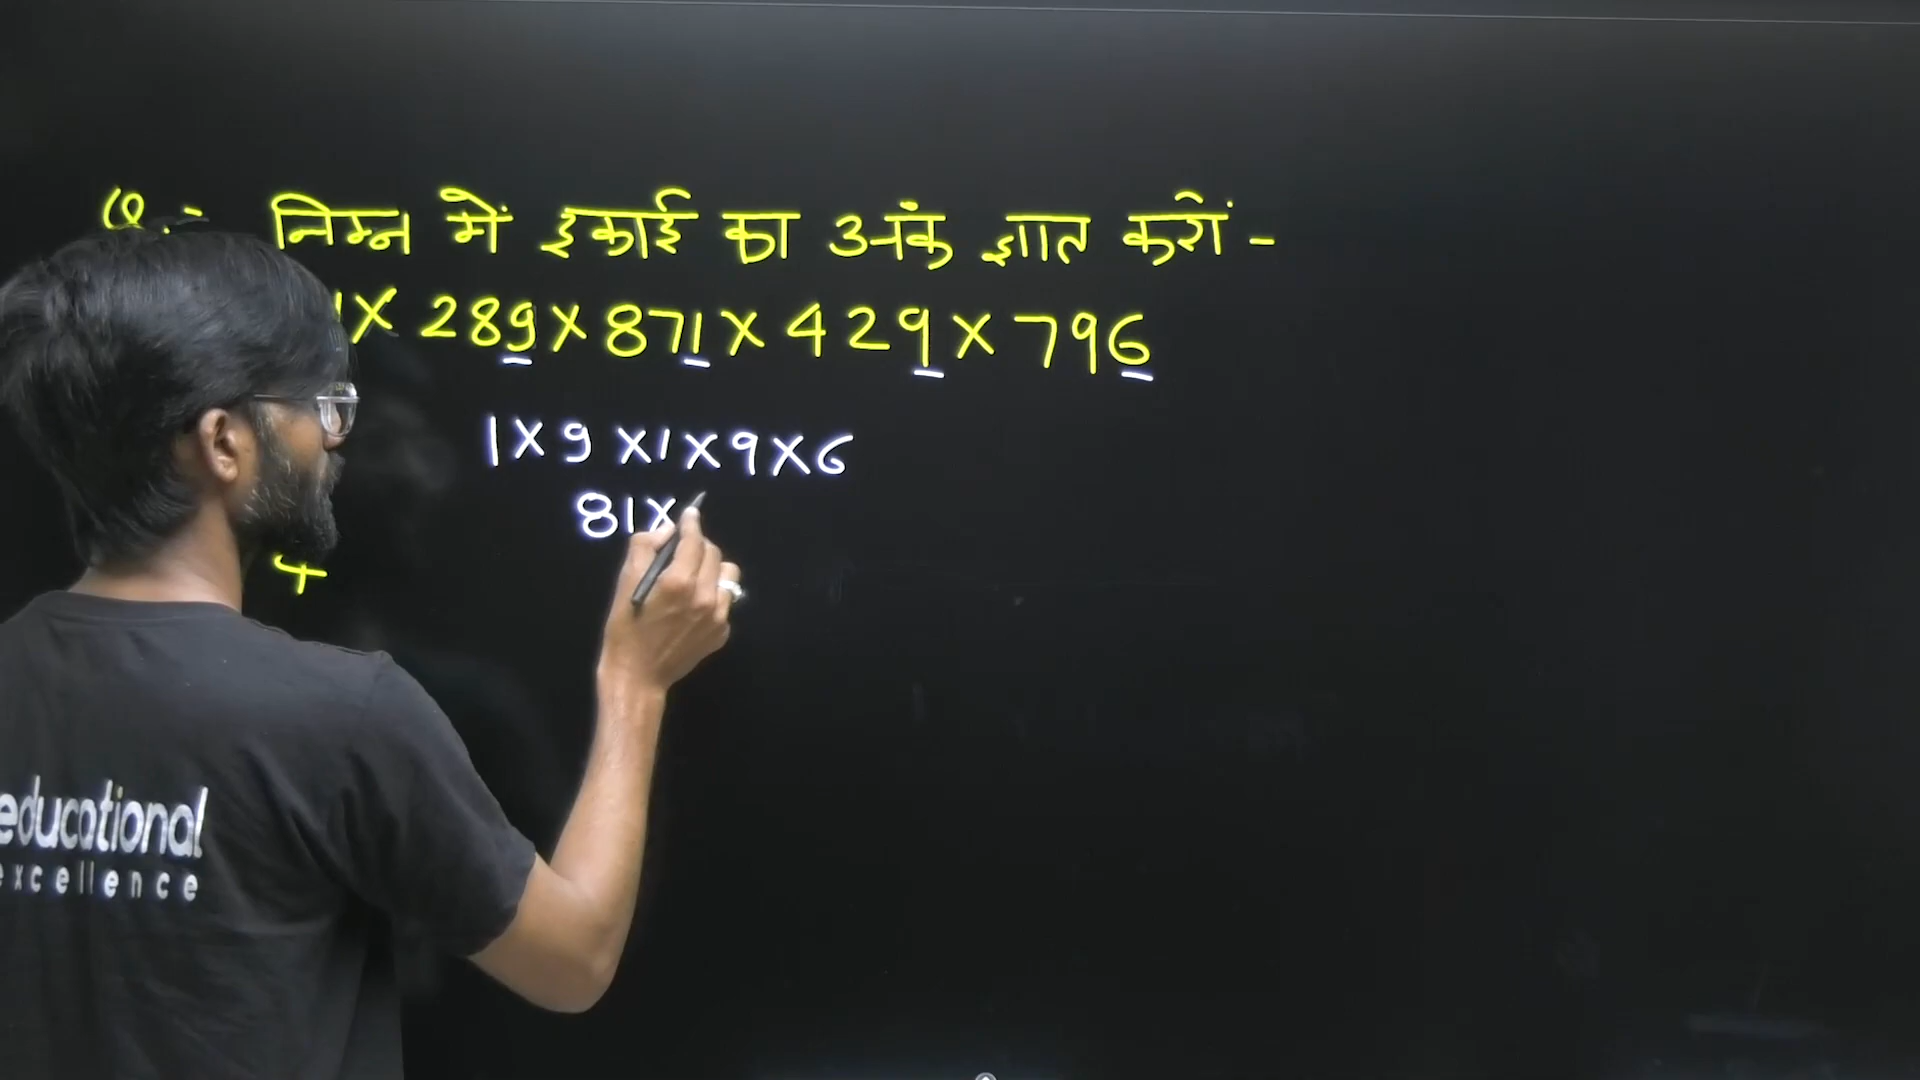 Q:- निम्न में इकाई का अंक ज्ञात करों -
1 X 289 X 871 X 429 X 796
1 X 9 X 1 X 9 X 6
81 X
+
educational
excellence